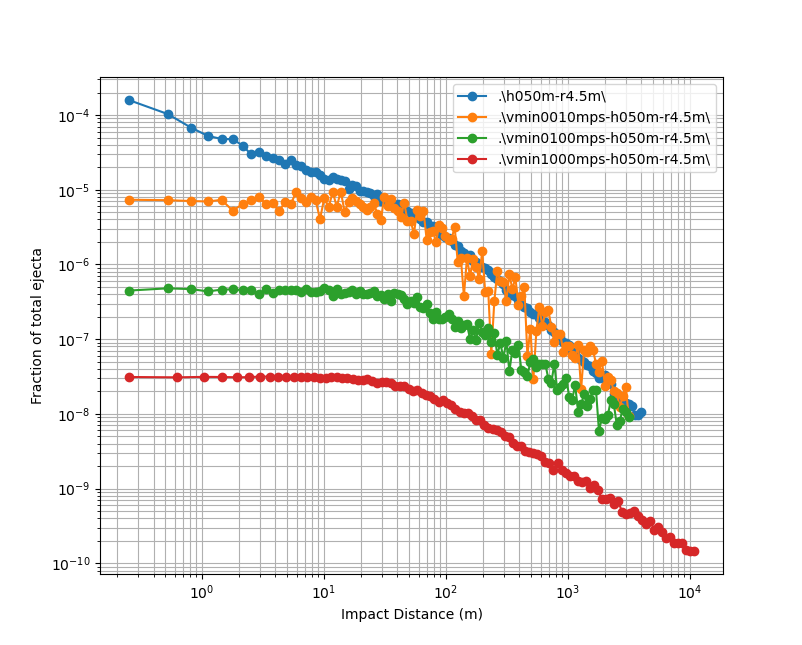 .\h050m-r4.5m\
.\vmin0010mps-h050m-r4.5m\
.\vmin0100mps-h050m-r4.5m\
.\vmin1000mps-h050m-r4.5m\
Fraction of total ejecta
10⁻⁴
10⁻⁵
10⁻⁶
10⁻⁷
10⁻⁸
10⁻⁹
10⁻¹⁰
10⁰ 10¹ 10² 10³ 10⁴
Impact Distance (m)